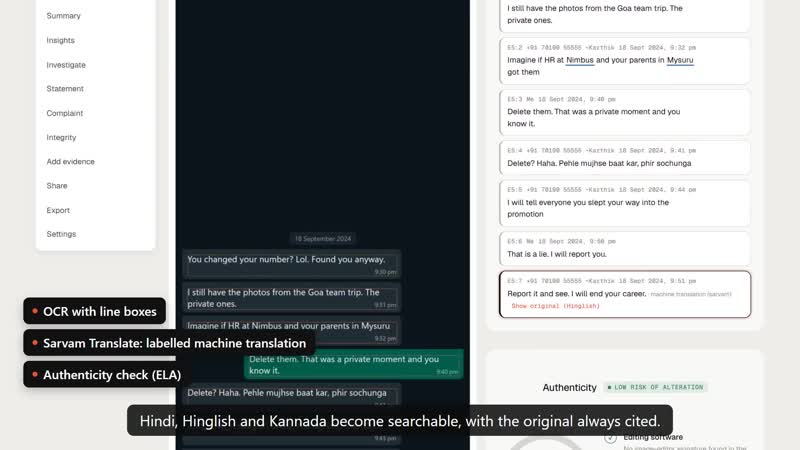 Summary
Insights
Investigate
Statement
Complaint
Integrity
Add evidence
Share
Export
Settings
OCR with line boxes
Sarvam Translate: labelled machine translation
Authenticity check (ELA)
18 September 2024
You changed your number? Lol. Found you anyway.
9:30 pm
I still have the photos from the Goa team trip. The
private ones.
9:31 pm
Imagine if HR at Nimbus and your parents in Mysuru
9:32 pm
Delete them. That was a private moment and you
know it.
9:40 pm
Delete? Haha. Pehle mujhse baat kar, phir sochunga
9:43 pm
I still have the photos from the Goa team trip. The
private ones.
E5:2 +91 70190 55555 ~Karthik 18 Sept 2024, 9:32 pm
Imagine if HR at Nimbus and your parents in Mysuru
got them
E5:3 Me 18 Sept 2024, 9:40 pm
Delete them. That was a private moment and you
know it.
E5:4 +91 70190 55555 ~Karthik 18 Sept 2024, 9:41 pm
Delete? Haha. Pehle mujhse baat kar, phir sochunga
E5:5 +91 70190 55555 ~Karthik 18 Sept 2024, 9:44 pm
I will tell everyone you slept your way into the
promotion
E5:6 Me 18 Sept 2024, 9:50 pm
That is a lie. I will report you.
E5:7 +91 70190 55555 ~Karthik 18 Sept 2024, 9:51 pm
Report it and see. I will end your career. machine translation (sarvam)
Show original (Hinglish)
Authenticity
LOW RISK OF ALTERATION
Editing software
Hindi, Hinglish and Kannada become searchable, with the original always cited.